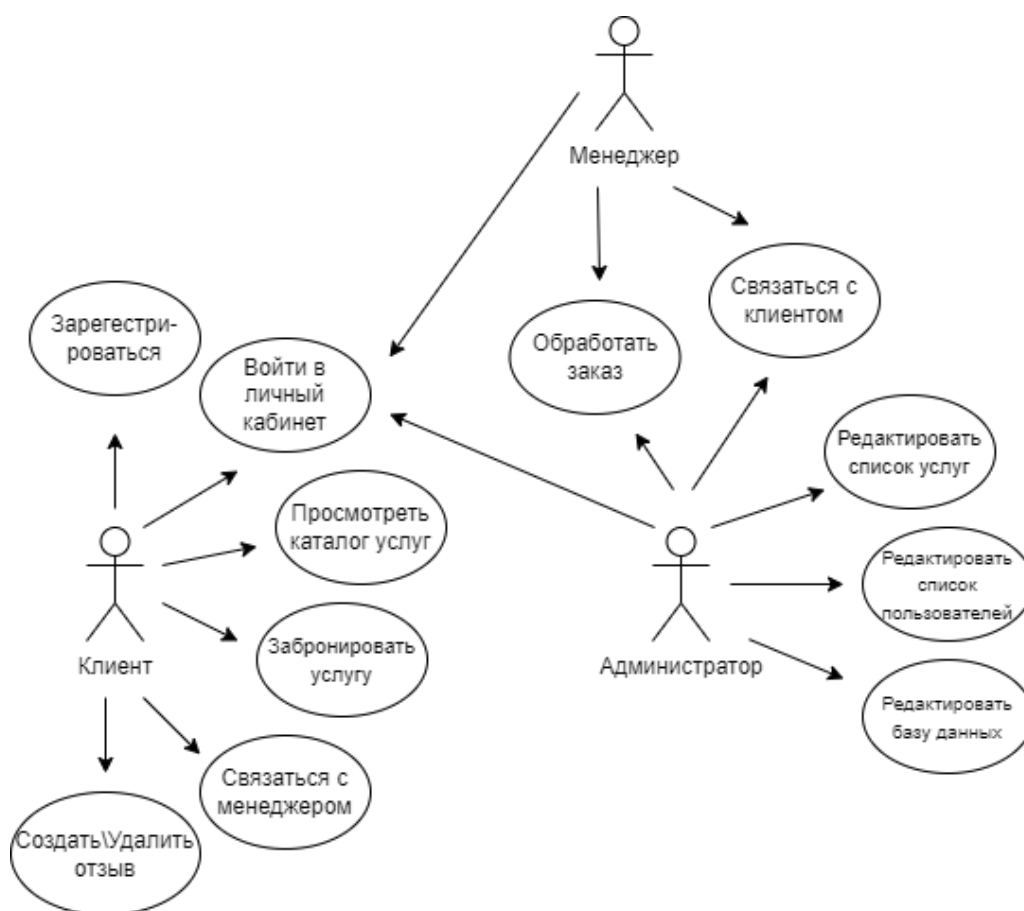 Менеджер
Связаться с
клиентом
Зарегестри-
роваться
Обработать
заказ
Войти в
личный
кабинет
Редактировать
список услуг
Просмотреть
каталог услуг
Редактировать
список
пользователей
Забронировать
услугу
Клиент
Администратор
Редактировать
базу данных
Связаться с
менеджером
Создать\Удалить
отзыв